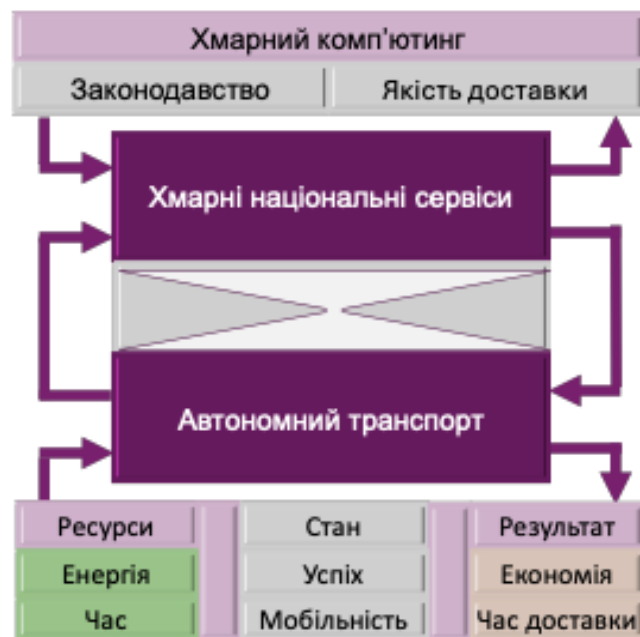 Хмарний комп'ютинг
Законодавство Якість доставки
Хмарні національні сервіси
Автономний транспорт
Ресурси Стан Результат
Енергія Успіх Економія
Час Мобільність Час доставки